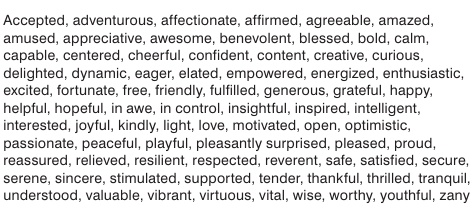 Accepted, adventurous, affectionate, affirmed, agreeable, amazed,
amused, appreciative, awesome, benevolent, blessed, bold, calm,
capable, centered, cheerful, confident, content, creative, curious,
delighted, dynamic, eager, elated, empowered, energized, enthusiastic,
excited, fortunate, free, friendly, fulfilled, generous, grateful, happy,
helpful, hopeful, in awe, in control, insightful, inspired, intelligent,
interested, joyful, kindly, light, love, motivated, open, optimistic,
passionate, peaceful, playful, pleasantly surprised, pleased, proud,
reassured, relieved, resilient, respected, reverent, safe, satisfied, secure,
serene, sincere, stimulated, supported, tender, thankful, thrilled, tranquil,
understood, valuable, vibrant, virtuous, vital, wise, worthy, youthful, zany